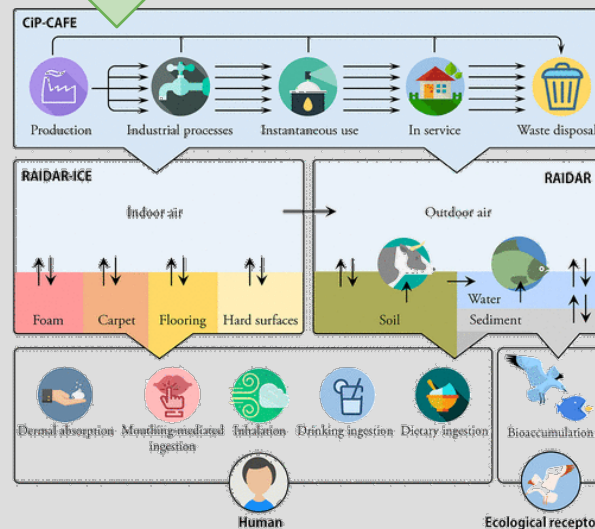 CiP-CAFE
Production
Industrial processes
Instantaneous use
In service
Waste disposal
RAIDAR-ICE
RAIDAR
Indoor air
Outdoor air
Foam
Carpet
Flooring
Hard surfaces
Soil
Water
Sediment
Dermal absorption
Mouthing-mediated
ingestion
Inhalation
Drinking ingestion
Dietary ingestion
Bioaccumulation
Human
Ecological recepto